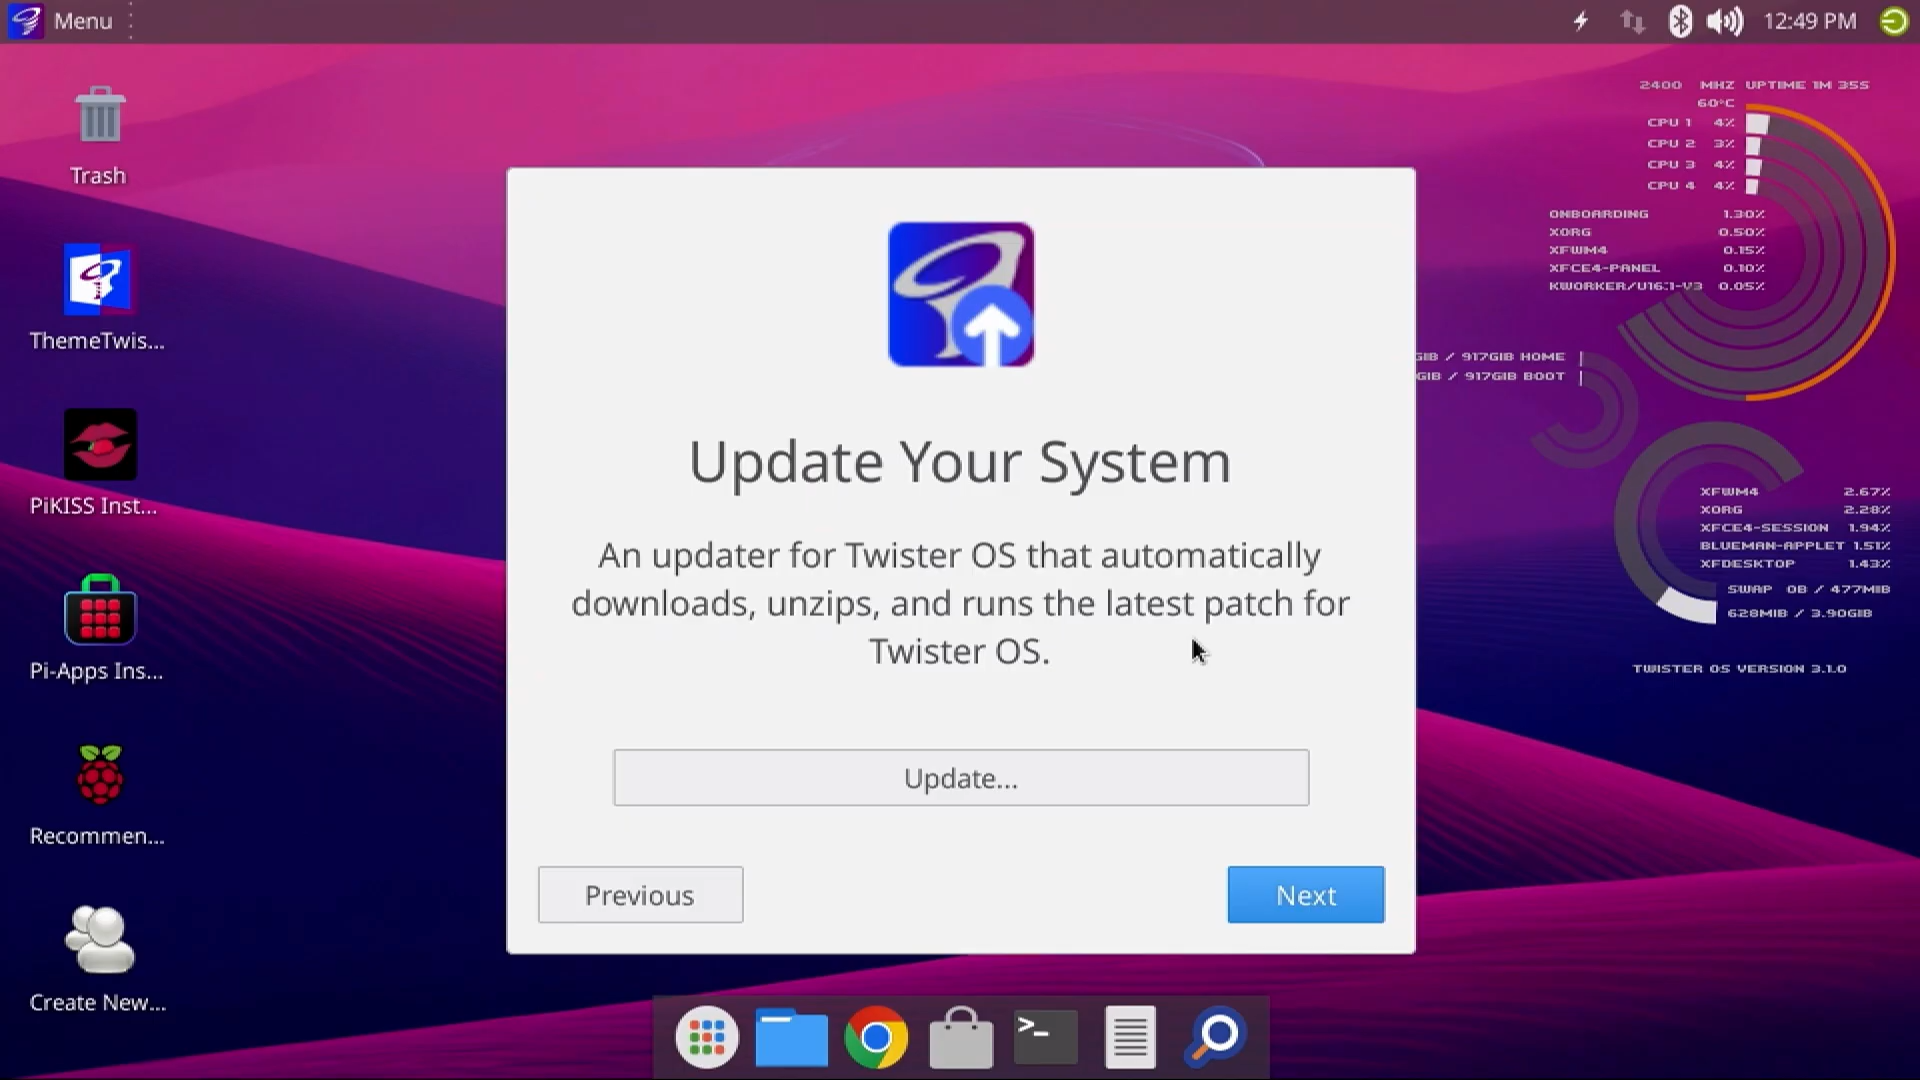 Menu
12:49 PM
Trash
ThemeTwis...
PiKISS Inst...
Pi-Apps Ins...
Recommen...
Create New...
Update Your System
An updater for Twister OS that automatically
downloads, unzips, and runs the latest patch for
Twister OS.
Update...
Previous
Next
2400 MHZ UPTIME 1M 35S
60°C
CPU 1 4%
CPU 2 3%
CPU 3 4%
CPU 4 4%
ONBOARDING 1.30%
XORG 0.50%
XFWM4 0.15%
XFCE4-PANEL 0.10%
KWORKER/U16:1-V3 0.05%
GIB / 917GIB HOME
GIB / 917GIB BOOT
XFWM4 2.67%
XORG 2.28%
XFCE4-SESSION 1.94%
BLUEMAN-APPLET 1.51%
XFDESKTOP 1.43%
SWAP 0B / 477MIB
628MIB / 3.90GIB
TWISTER OS VERSION 3.1.0
>_